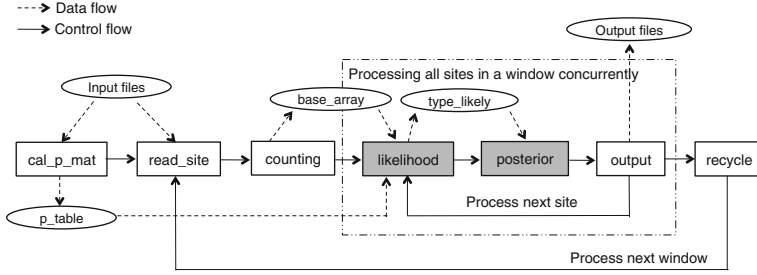 Data flow
Control flow
Output files
Processing all sites in a window concurrently
Input files
base_array
type_likely
cal_p_mat
read_site
counting
likelihood
posterior
output
recycle
p_table
Process next site
Process next window